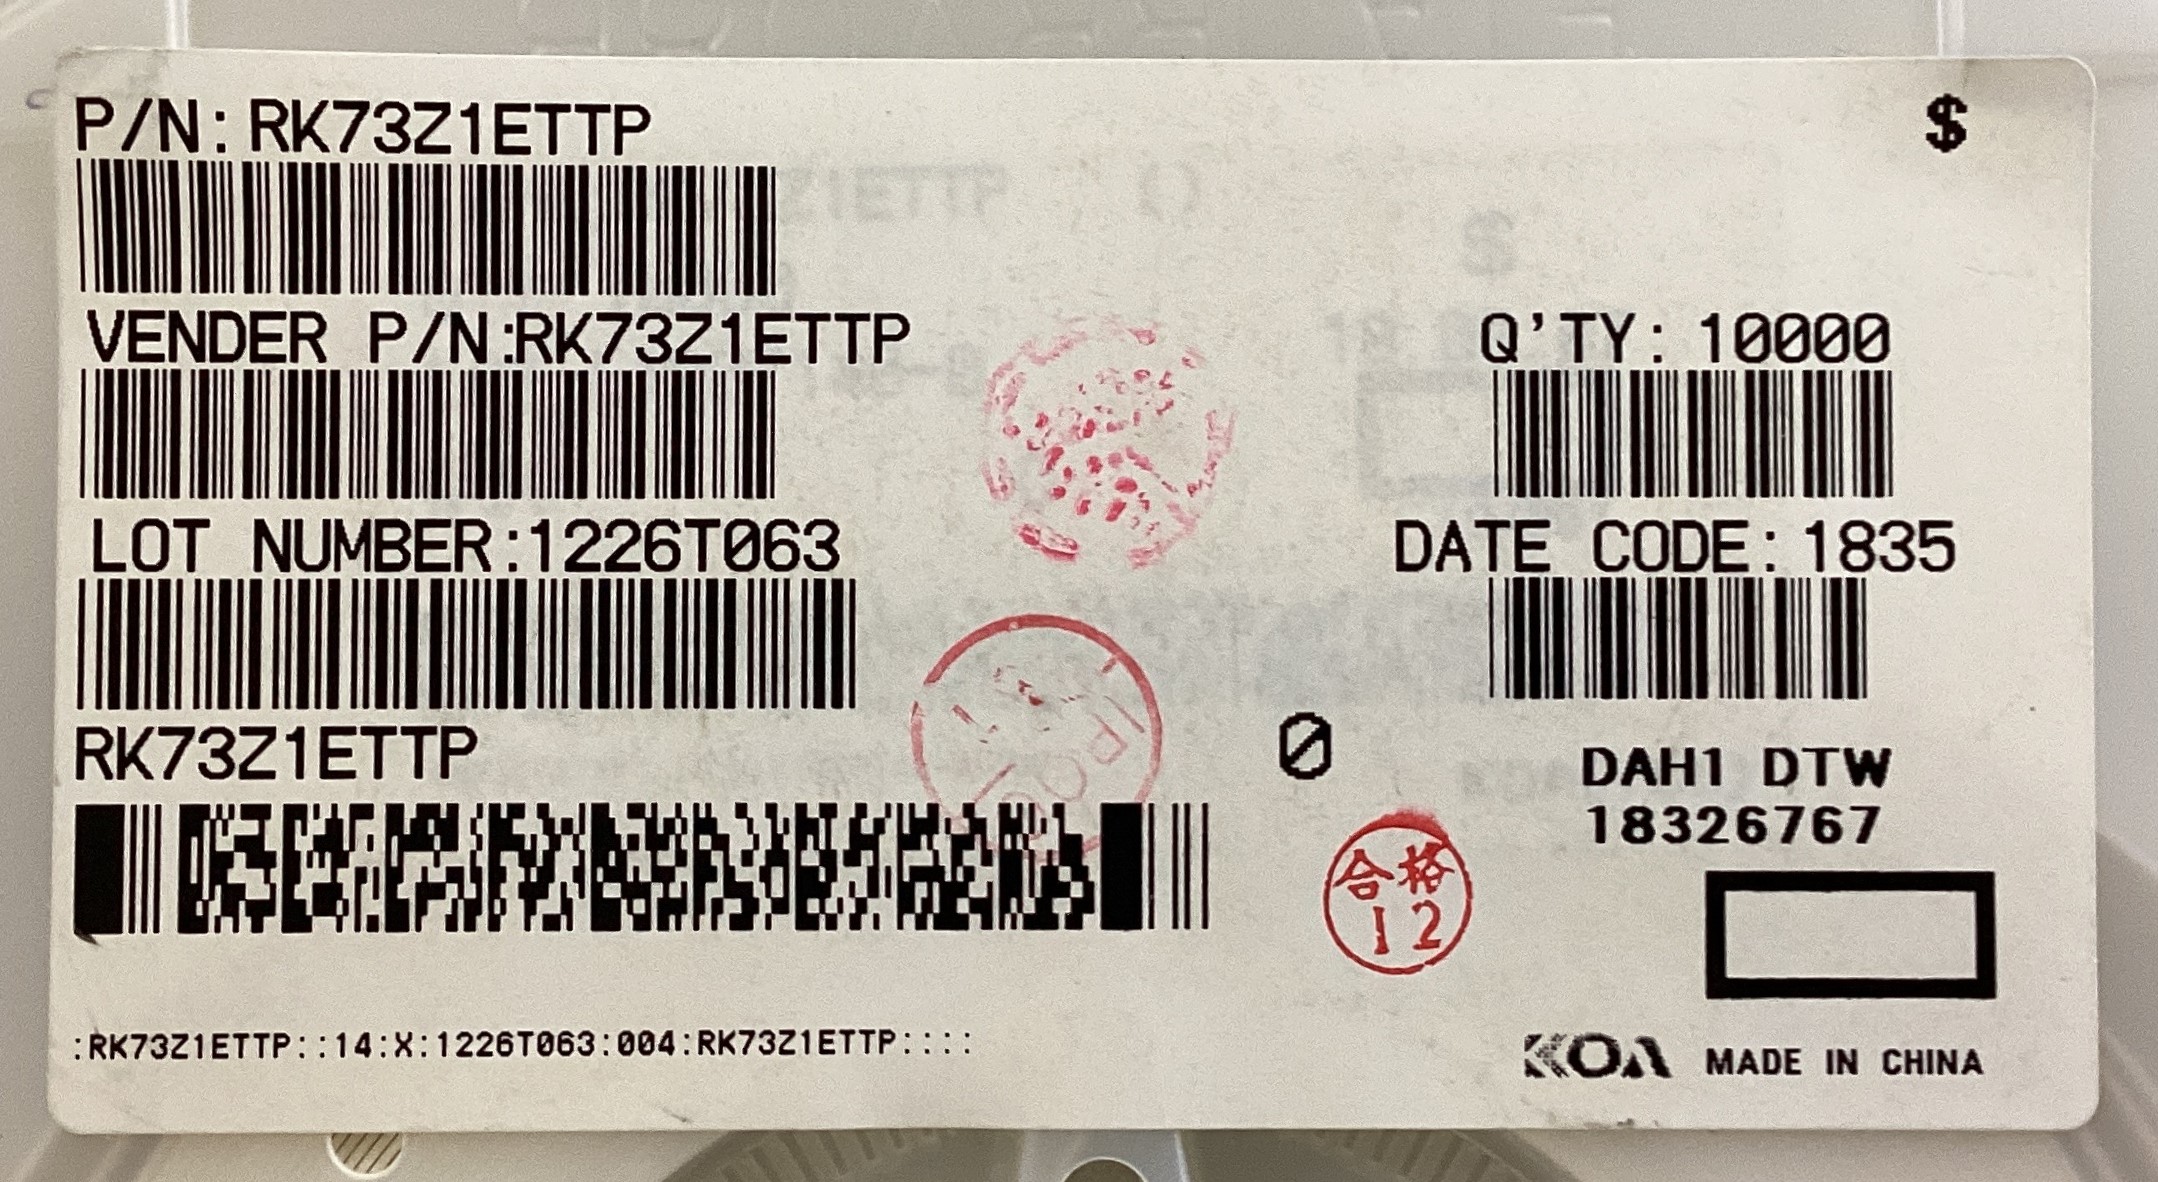 P/N: RK73Z1ETTP
$
VENDER P/N:RK73Z1ETTP
Q'TY: 10000
LOT NUMBER:1226T063
DATE CODE: 1835
RK73Z1ETTP
0
DAH1 DTW
18326767
合格
12
:RK73Z1ETTP::14:X:1226T063:004:RK73Z1ETTP::::
KOA MADE IN CHINA